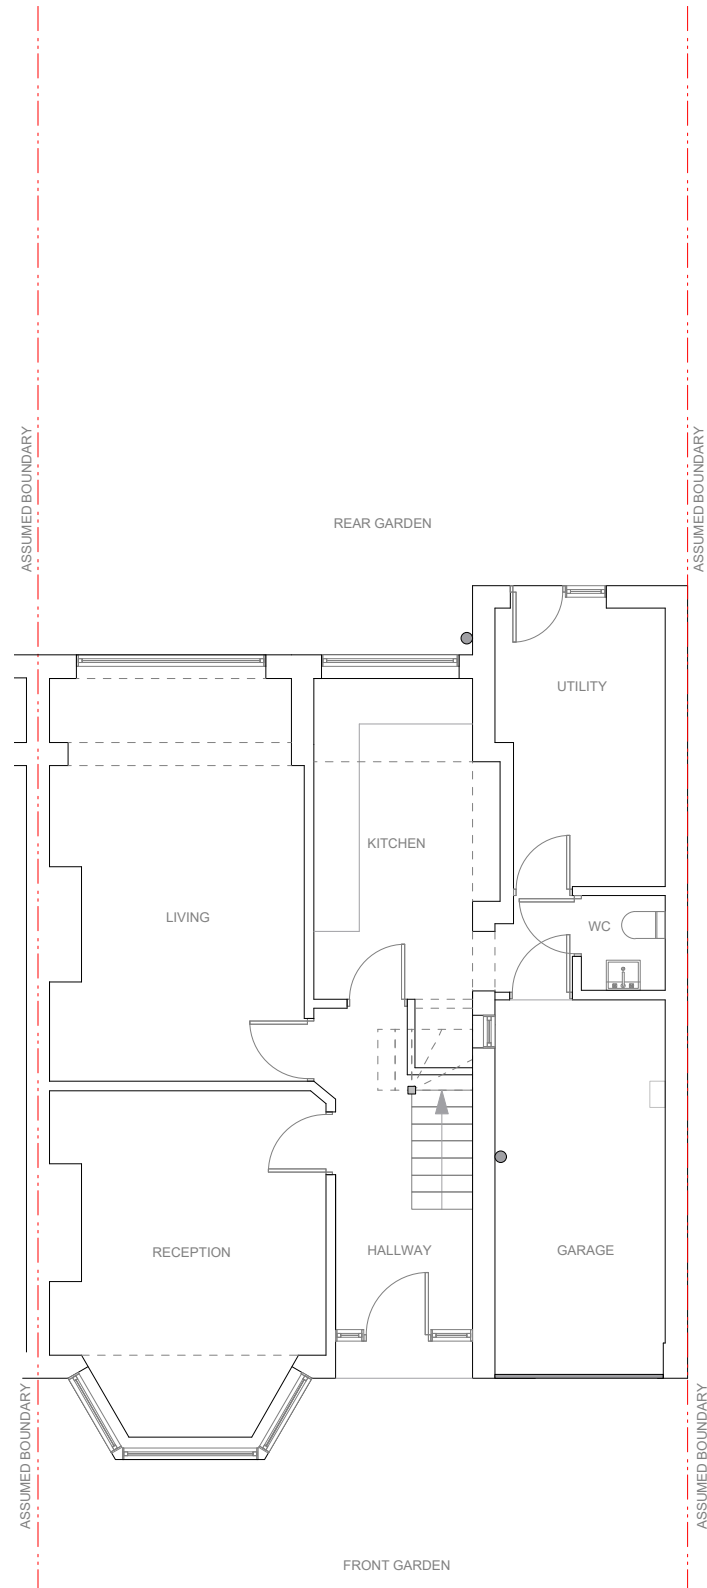 ASSUMED BOUNDARY
ASSUMED BOUNDARY
REAR GARDEN
UTILITY
KITCHEN
LIVING
WC
RECEPTION
HALLWAY
GARAGE
ASSUMED BOUNDARY
ASSUMED BOUNDARY
FRONT GARDEN